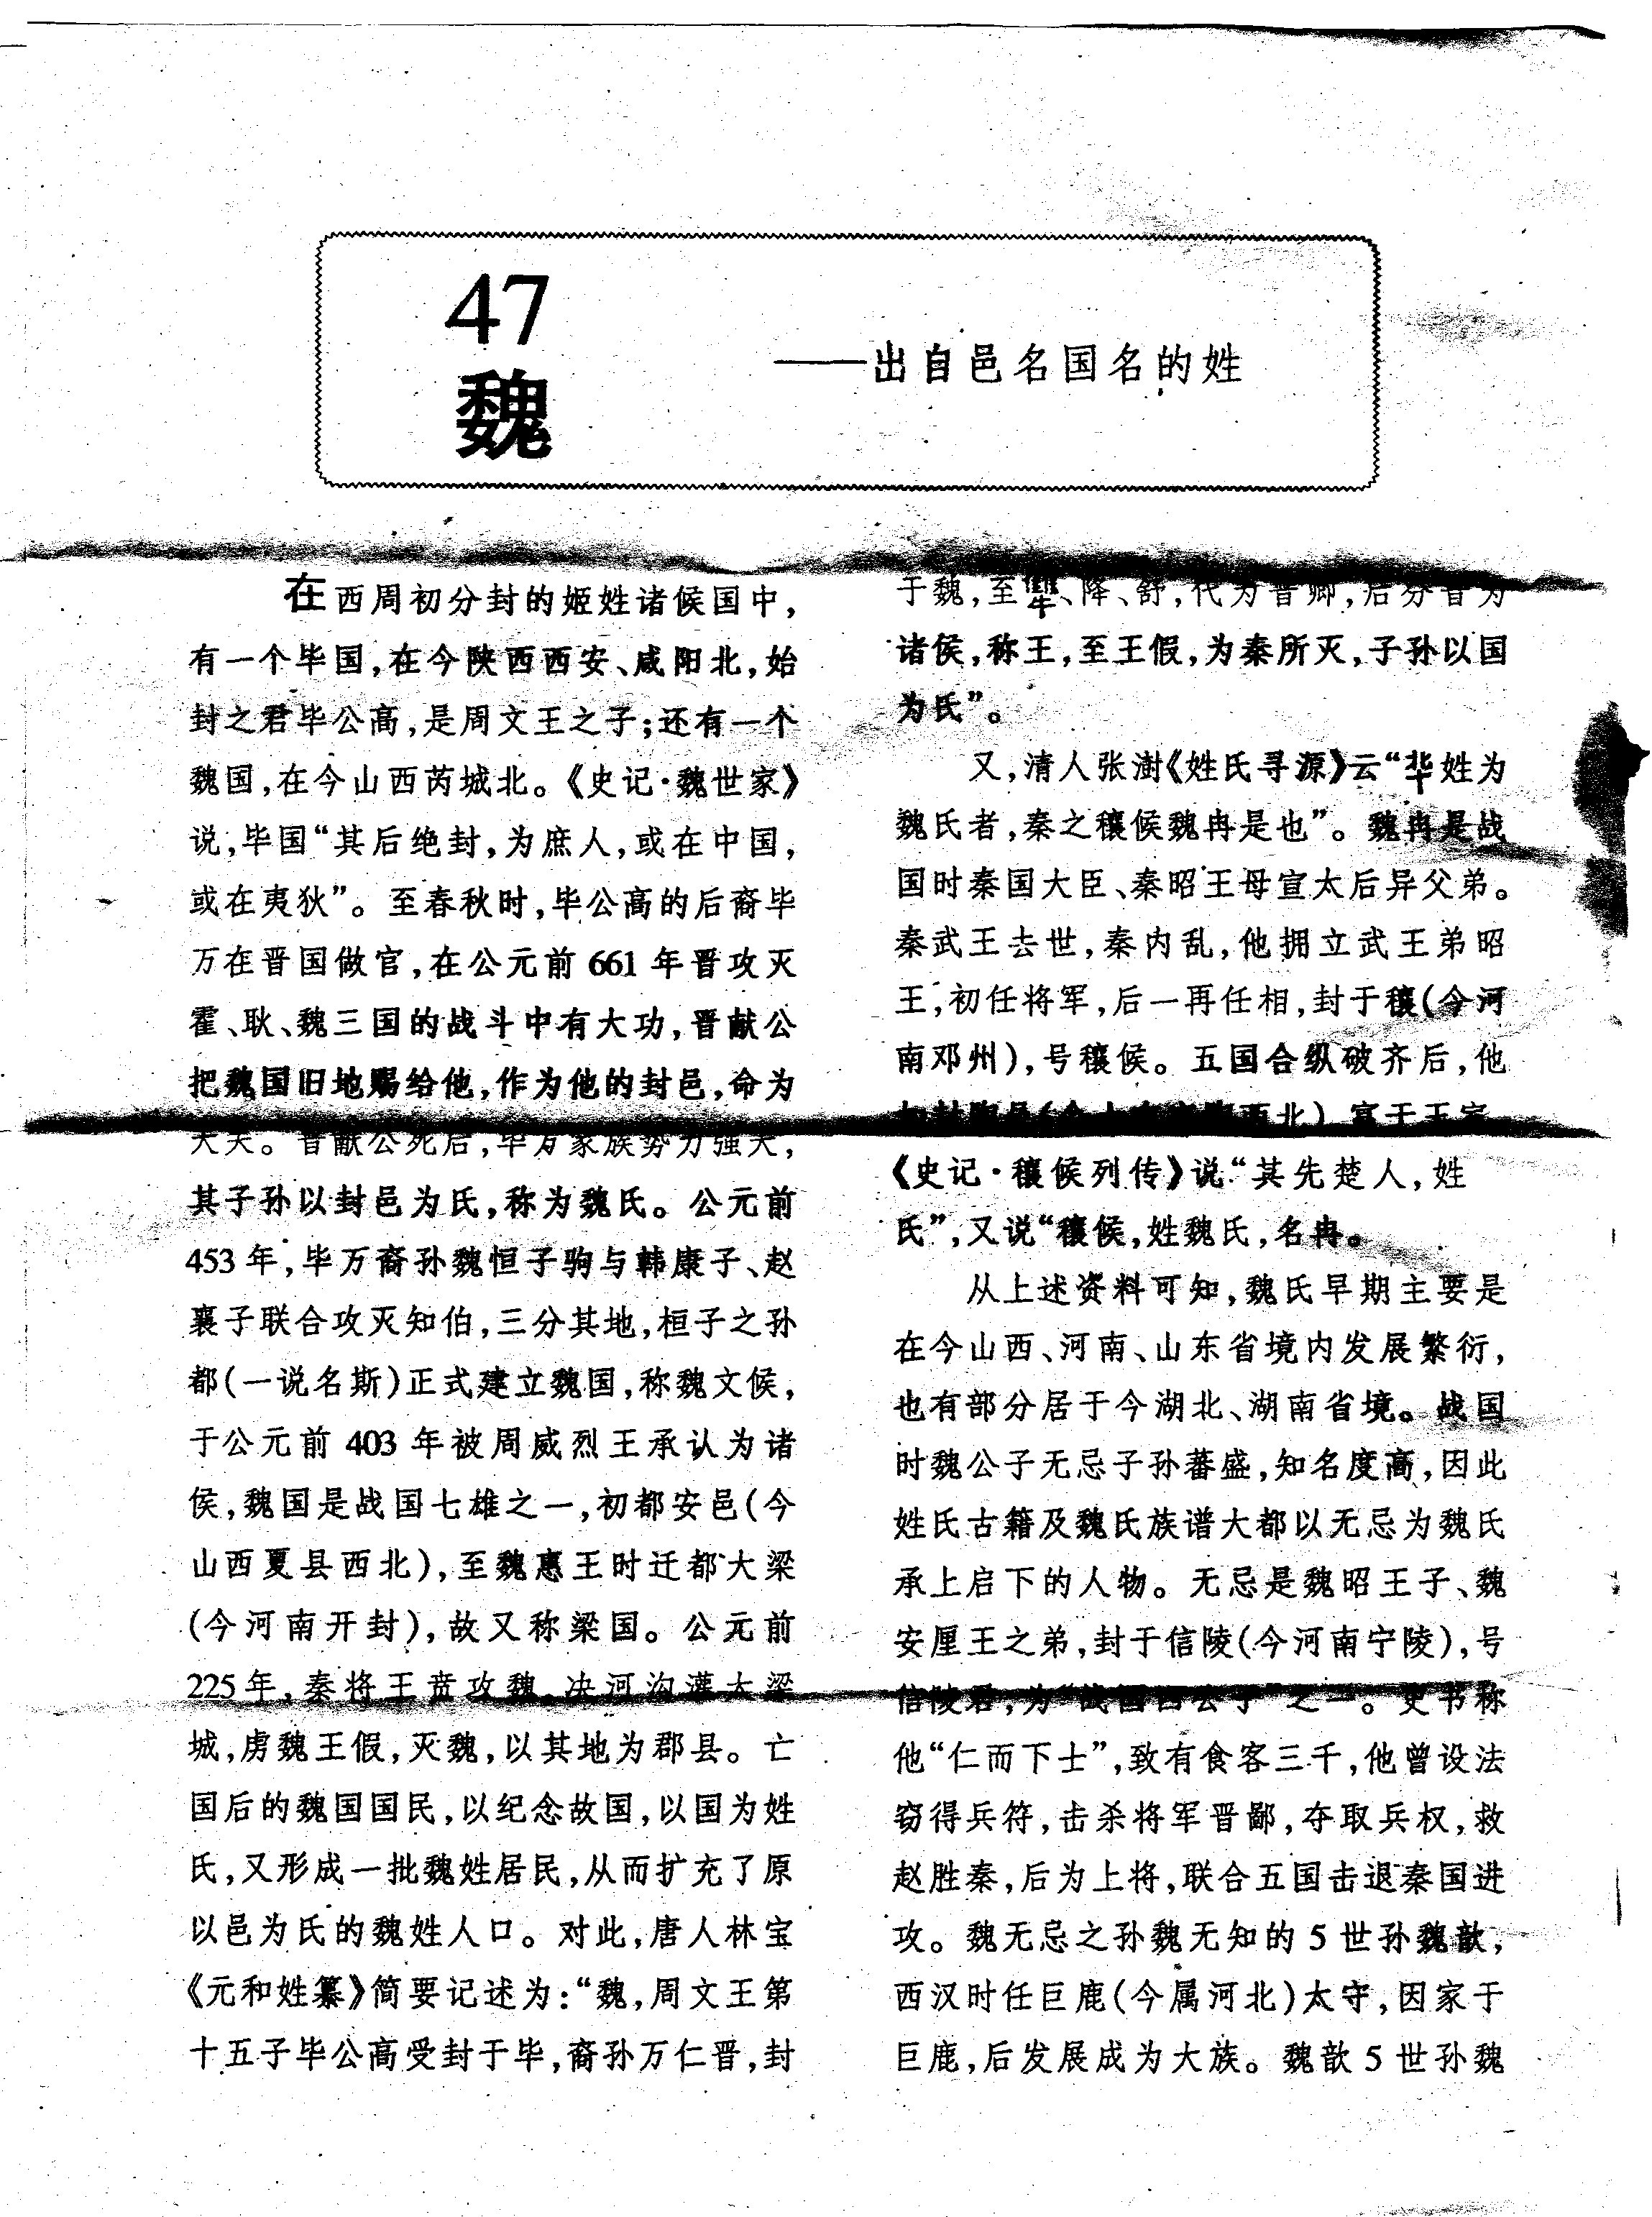 47
魏
——出自邑名国名的姓
在西周初分封的姬姓诸候国中，
有一个毕国，在今陕西西安、咸阳北，始
封之君毕公高，是周文王之子；还有一个
魏国，在今山西芮城北。《史记·魏世家》
说，毕国“其后绝封，为庶人，或在中国，
或在夷狄”。至春秋时，毕公高的后裔毕
万在晋国做官，在公元前661年晋攻灭
霍、耿、魏三国的战斗中有大功，晋献公
把魏国旧地赐给他，作为他的封邑，命为
大夫。晋献公死后，毕万家族势力强大，
其子孙以封邑为氏，称为魏氏。公元前
453年，毕万裔孙魏恒子驹与韩康子、赵
襄子联合攻灭知伯，三分其地，桓子之孙
都(一说名斯)正式建立魏国，称魏文候，
于公元前403年被周威烈王承认为诸
侯，魏国是战国七雄之一，初都安邑(今
山西夏县西北)，至魏惠王时迁都大梁
(今河南开封)，故又称梁国。公元前
225年，秦将王贲攻魏，决河沟灌大梁
城，虏魏王假，灭魏，以其地为郡县。亡
国后的魏国国民，以纪念故国，以国为姓
氏，又形成一批魏姓居民，从而扩充了原
以邑为氏的魏姓人口。对此，唐人林宝
《元和姓纂》简要记述为：“魏，周文王第
十五子毕公高受封于毕，裔孙万仁晋，封
于魏，至犨、降、舒，代为晋卿，后分晋为
诸侯，称王，至王假，为秦所灭，子孙以国
为氏”。
又，清人张澍《姓氏寻源》云“芈姓为
魏氏者，秦之穰候魏冉是也”。魏冉是战
国时秦国大臣、秦昭王母宣太后异父弟。
秦武王去世，秦内乱，他拥立武王弟昭
王，初任将军，后一再任相，封于穰(今河
南邓州)，号穰候。五国合纵破齐后，他
西北)，富于王室
《史记·穰候列传》说“其先楚人，姓
氏”，又说“穰候，姓魏氏，名冉。
从上述资料可知，魏氏早期主要是
在今山西、河南、山东省境内发展繁衍，
也有部分居于今湖北、湖南省境。战国
时魏公子无忌子孙蕃盛，知名度高，因此
姓氏古籍及魏氏族谱大都以无忌为魏氏
承上启下的人物。无忌是魏昭王子、魏
安厘王之弟，封于信陵(今河南宁陵)，号
信陵君，为“战国四公子”之一。史书称
他“仁而下士”，致有食客三千，他曾设法
窃得兵符，击杀将军晋鄙，夺取兵权，救
赵胜秦，后为上将，联合五国击退秦国进
攻。魏无忌之孙魏无知的5世孙魏歆，
西汉时任巨鹿(今属河北)太守，因家于
巨鹿，后发展成为大族。魏歆5世孙魏